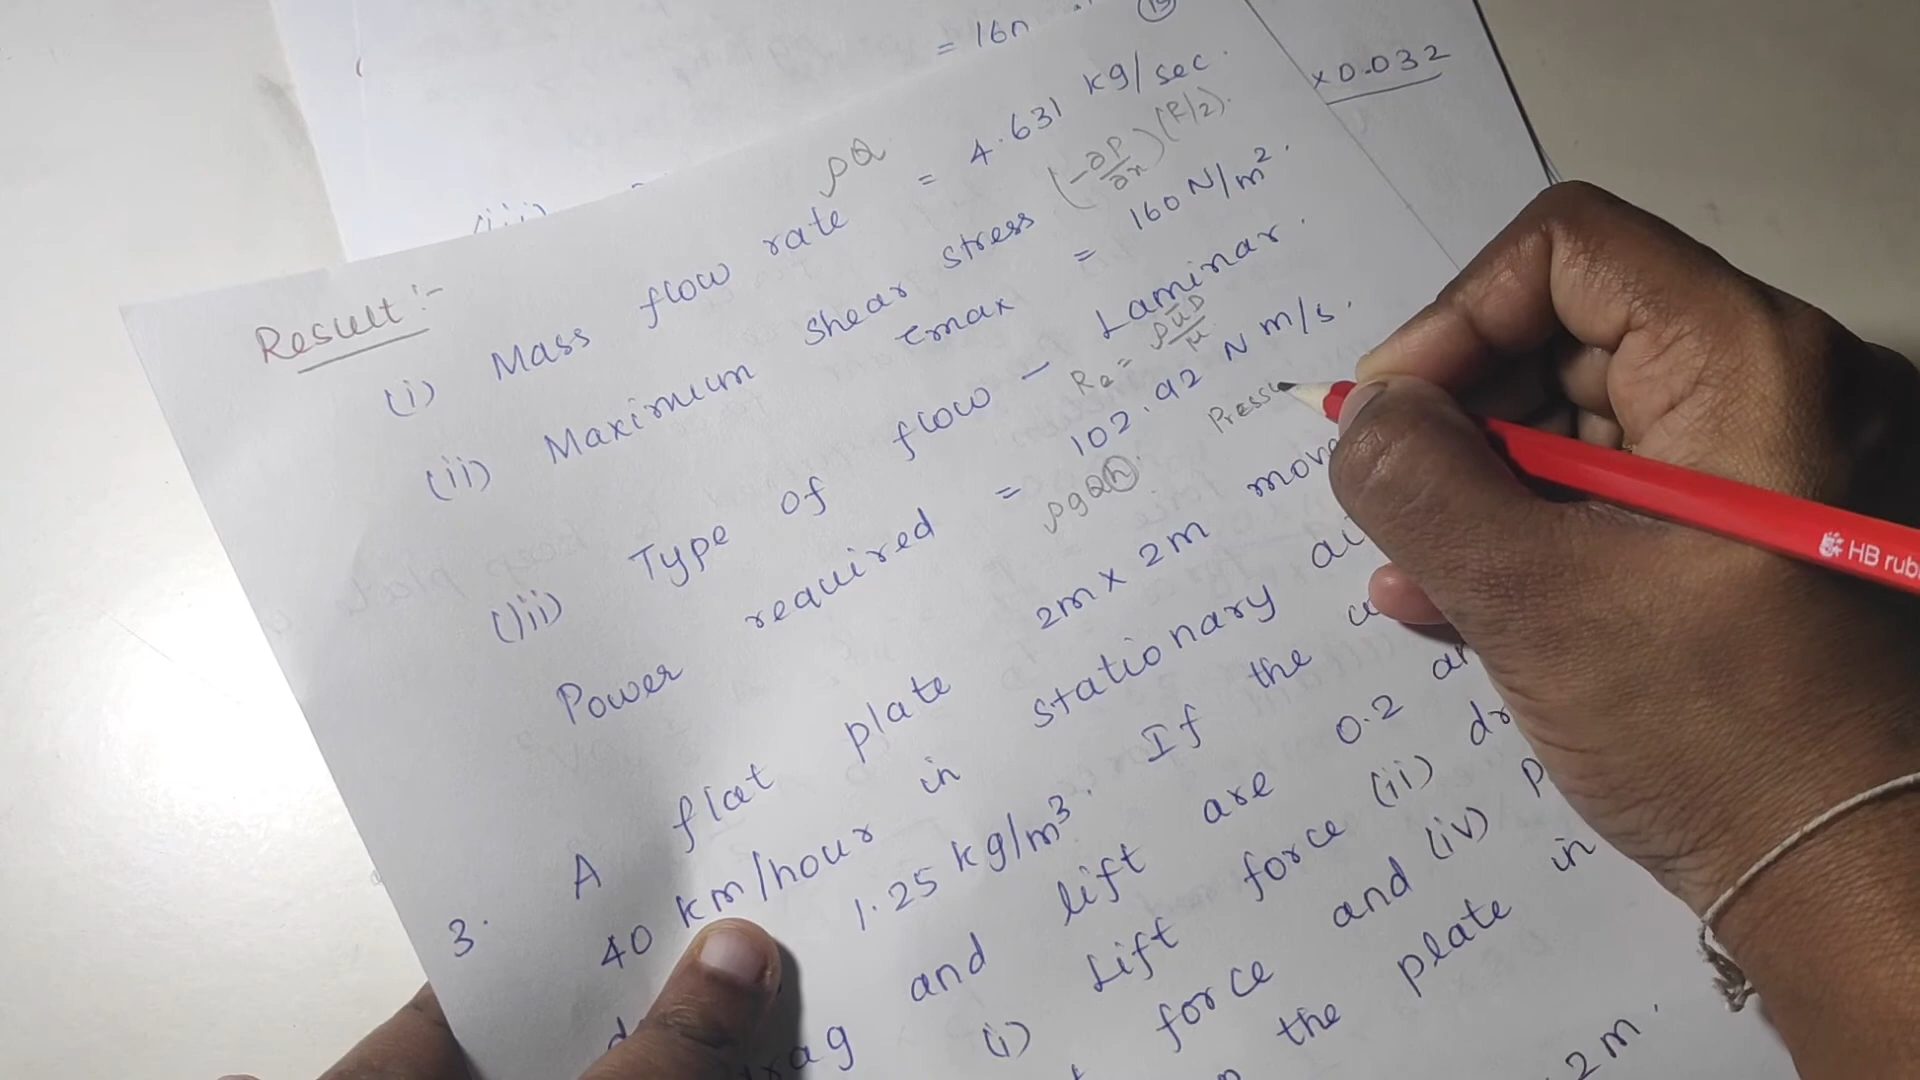 = 16n
× 0.032
Result :-
ρQ
(i) Mass flow rate = 4.631 kg/sec.
(-∂P/∂x) (R/2).
(ii) Maximum shear stress
τmax = 160 N/m².
(iii) Type of flow - Laminar.
Re = ρūD/μ
Power required = 102.92 N m/s.
ρgQh
3. A flat plate 2m × 2m
40 km/hour in stationary
1.25 kg/m³. If the
drag and lift are 0.2
(i) Lift force (ii)
force and (iv)
the plate in
2m.
HB